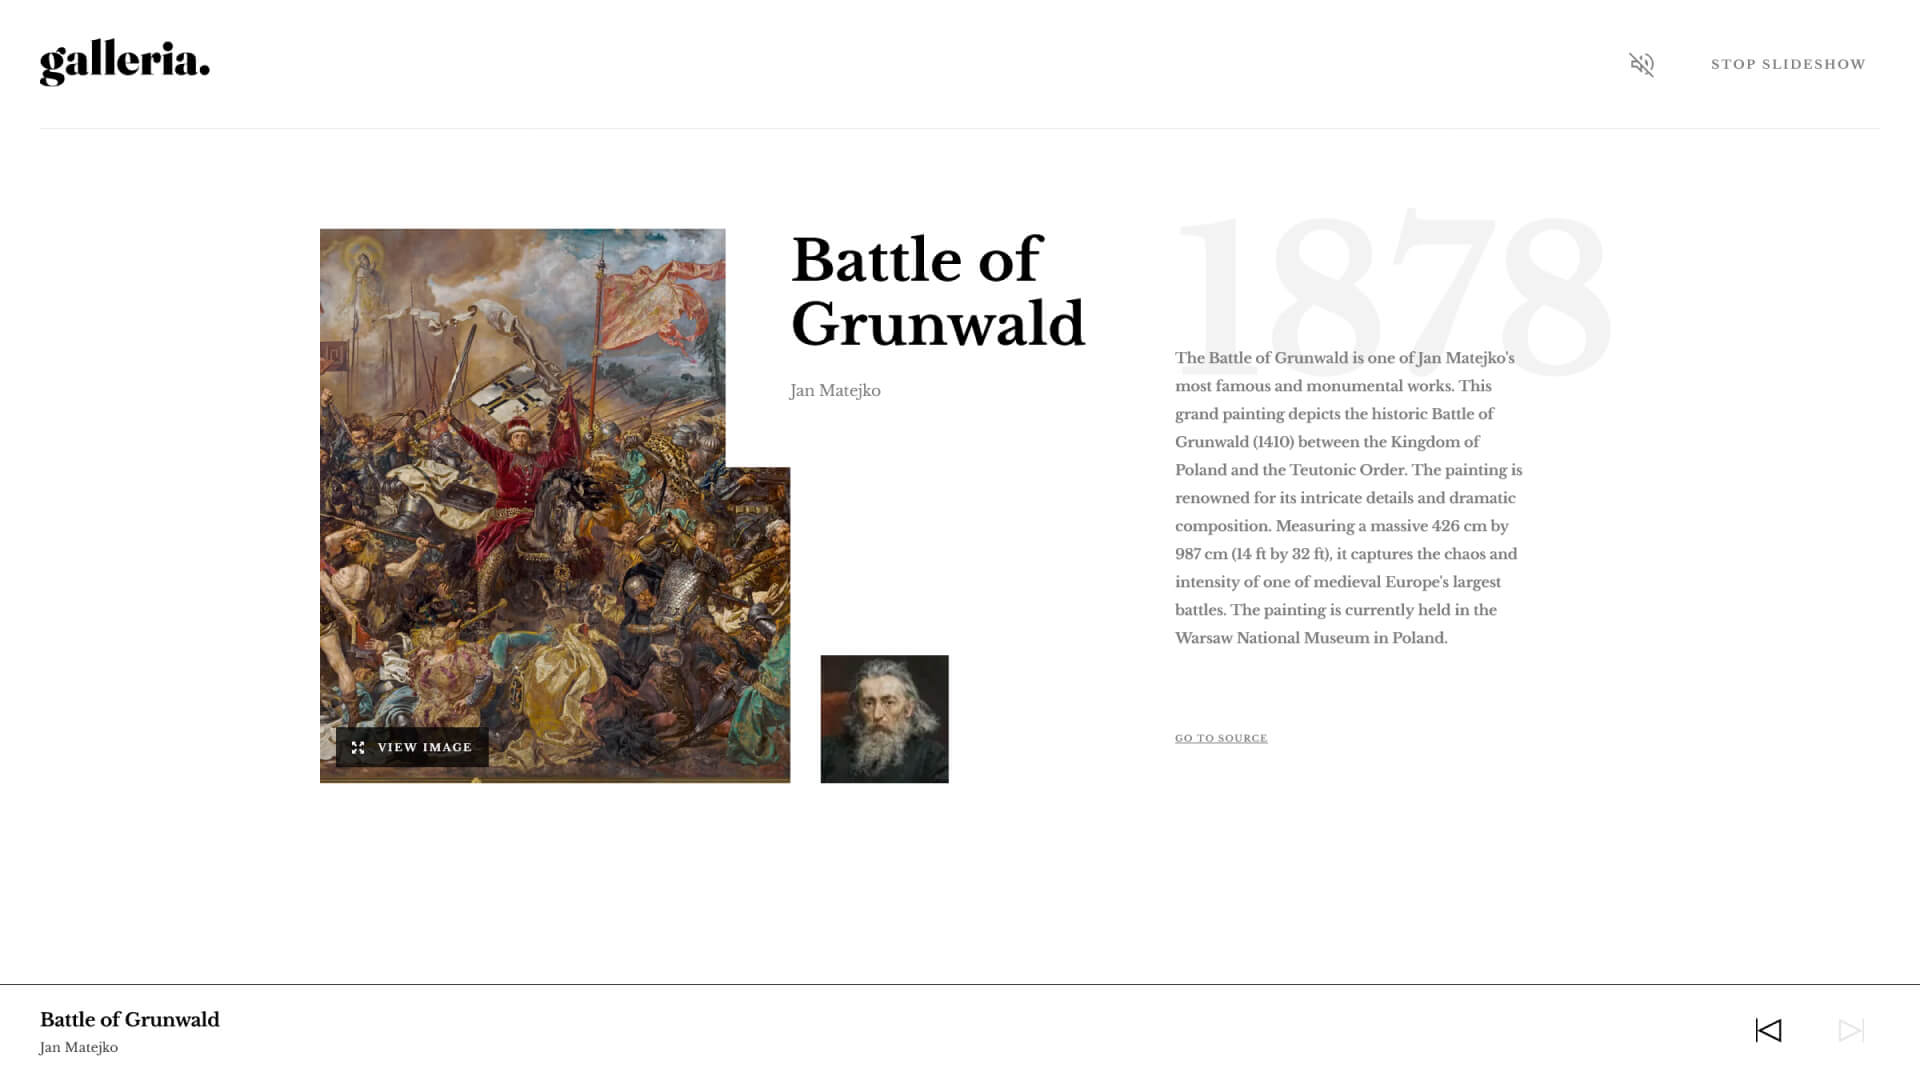 galleria.
STOP SLIDESHOW
Battle of
Grunwald
Jan Matejko
1878
The Battle of Grunwald is one of Jan Matejko's
most famous and monumental works. This
grand painting depicts the historic Battle of
Grunwald (1410) between the Kingdom of
Poland and the Teutonic Order. The painting is
renowned for its intricate details and dramatic
composition. Measuring a massive 426 cm by
987 cm (14 ft by 32 ft), it captures the chaos and
intensity of one of medieval Europe's largest
battles. The painting is currently held in the
Warsaw National Museum in Poland.
VIEW IMAGE
GO TO SOURCE
Battle of Grunwald
Jan Matejko